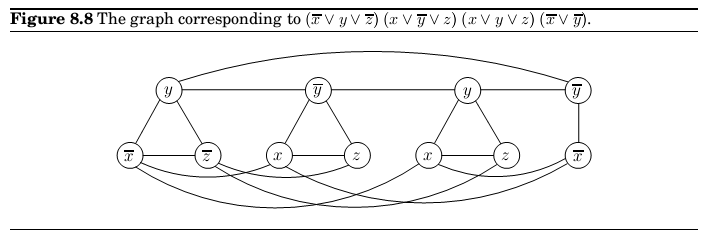 Figure 8.8 The graph corresponding to (x̅ ∨ y ∨ z̅) (x ∨ y̅ ∨ z) (x ∨ y ∨ z) (x̅ ∨ y̅).
y y̅ y y̅
x̅ z̅ x z x z x̅